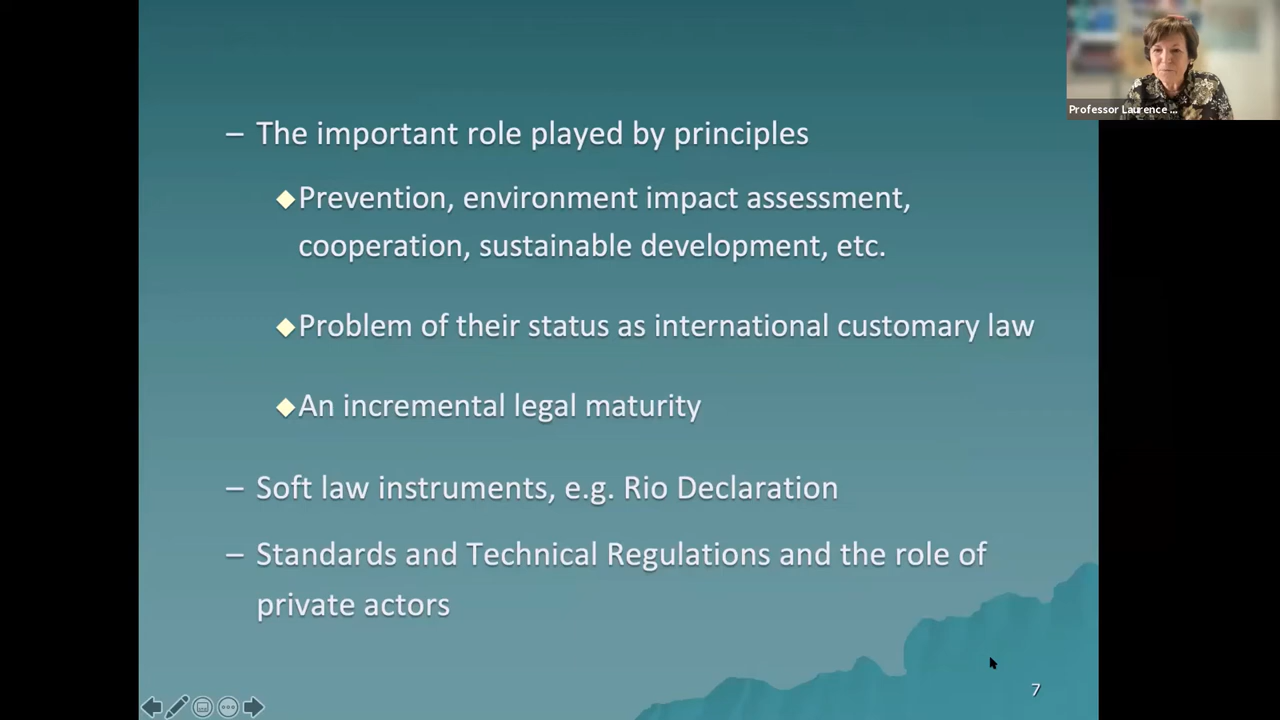 Professor Laurence ...
– The important role played by principles
◆Prevention, environment impact assessment,
cooperation, sustainable development, etc.
◆Problem of their status as international customary law
◆An incremental legal maturity
– Soft law instruments, e.g. Rio Declaration
– Standards and Technical Regulations and the role of
private actors
7